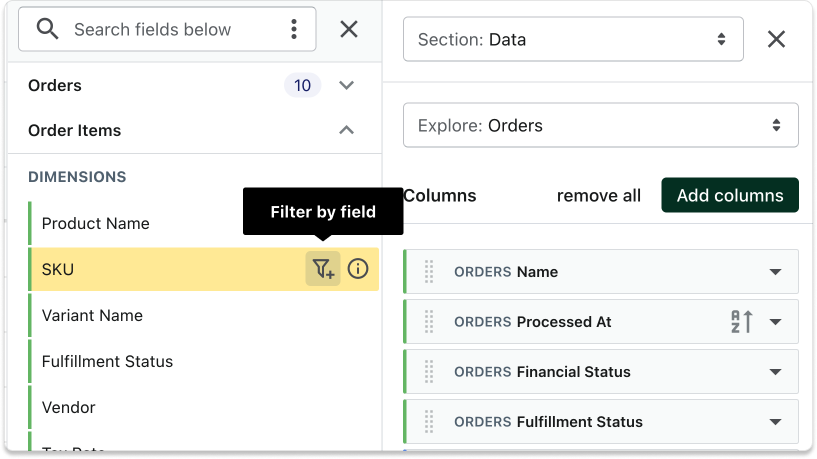 Search fields below
Orders 10
Order Items
DIMENSIONS
Filter by field
Product Name
SKU
Variant Name
Fulfillment Status
Vendor
Section: Data
Explore: Orders
Columns remove all Add columns
ORDERS Name
ORDERS Processed At
ORDERS Financial Status
ORDERS Fulfillment Status